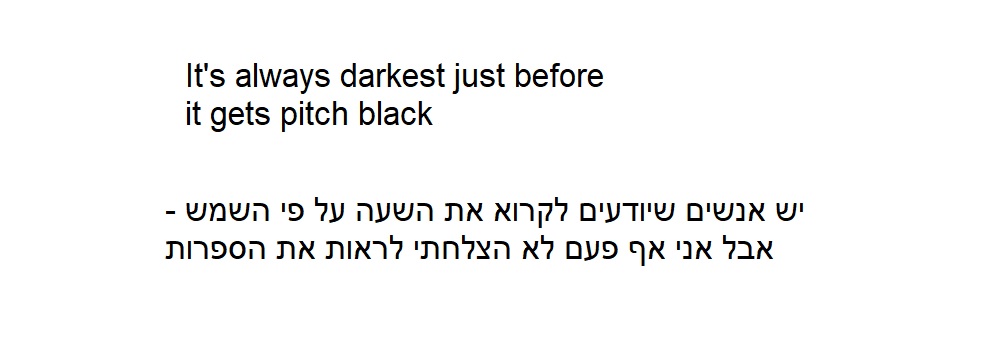 It's always darkest just before
it gets pitch black
יש אנשים שיודעים לקרוא את השעה על פי השמש -
אבל אני אף פעם לא הצלחתי לראות את הספרות